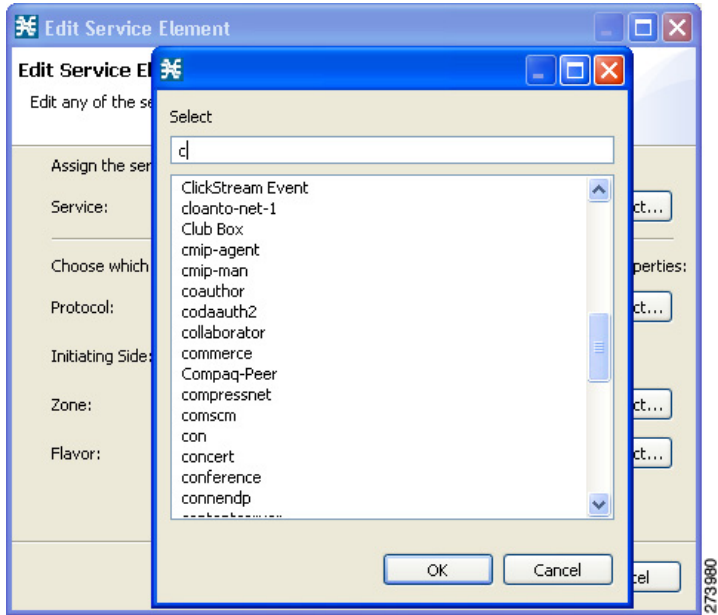 Edit Service Element
Edit Service El
Edit any of the se
Assign the ser
Service:
ct...
Choose which
perties:
Protocol:
ct...
Initiating Side:
Zone:
ct...
Flavor:
ct...
cel
Select
c
ClickStream Event
cloanto-net-1
Club Box
cmip-agent
cmip-man
coauthor
codaauth2
collaborator
commerce
Compaq-Peer
compressnet
comscm
con
concert
conference
connendp
OK
Cancel
273980